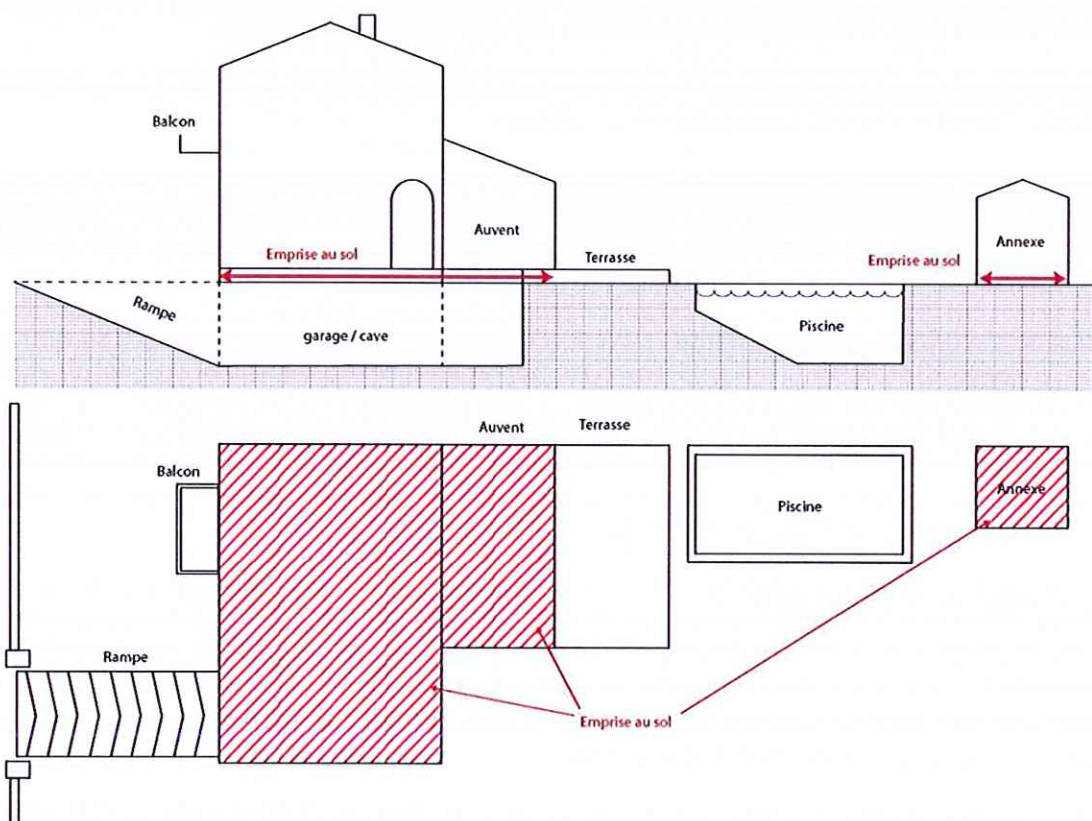 Balcon
Auvent
Annexe
Emprise au sol
Terrasse
Emprise au sol
Rampe
garage / cave
Piscine
Auvent
Terrasse
Balcon
Piscine
Annexe
Rampe
Emprise au sol